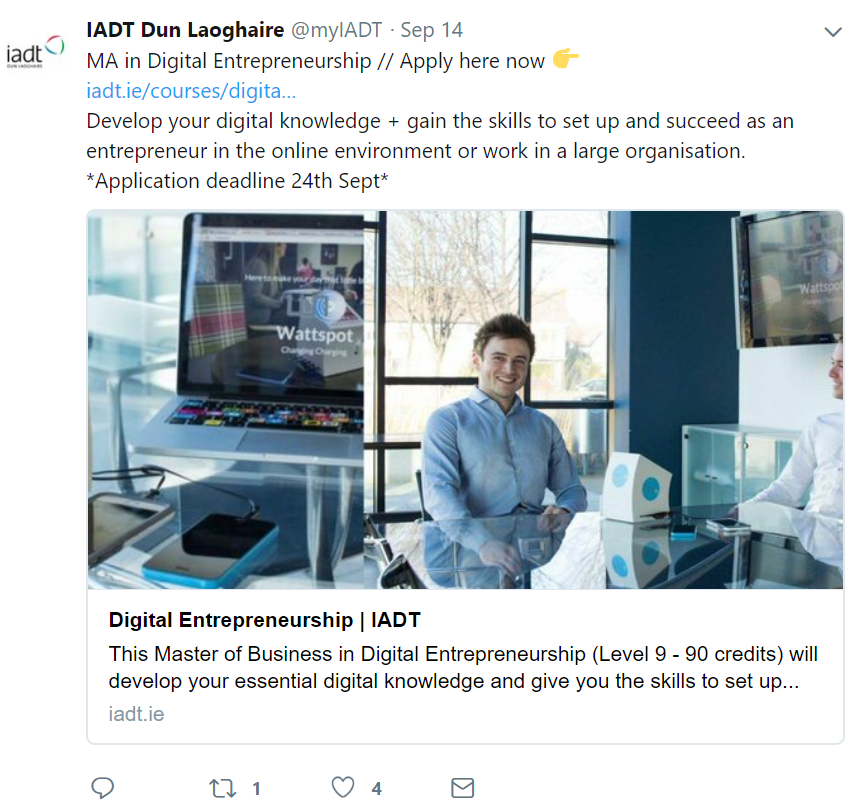 iadt
DUN LAOGHAIRE
IADT Dun Laoghaire @myIADT · Sep 14
MA in Digital Entrepreneurship // Apply here now 👉
iadt.ie/courses/digita...
Develop your digital knowledge + gain the skills to set up and succeed as an
entrepreneur in the online environment or work in a large organisation.
*Application deadline 24th Sept*
Here to make your day that little b
Wattspot
Charging Charging
Wattspot
Digital Entrepreneurship | IADT
This Master of Business in Digital Entrepreneurship (Level 9 - 90 credits) will
develop your essential digital knowledge and give you the skills to set up...
iadt.ie
1
4